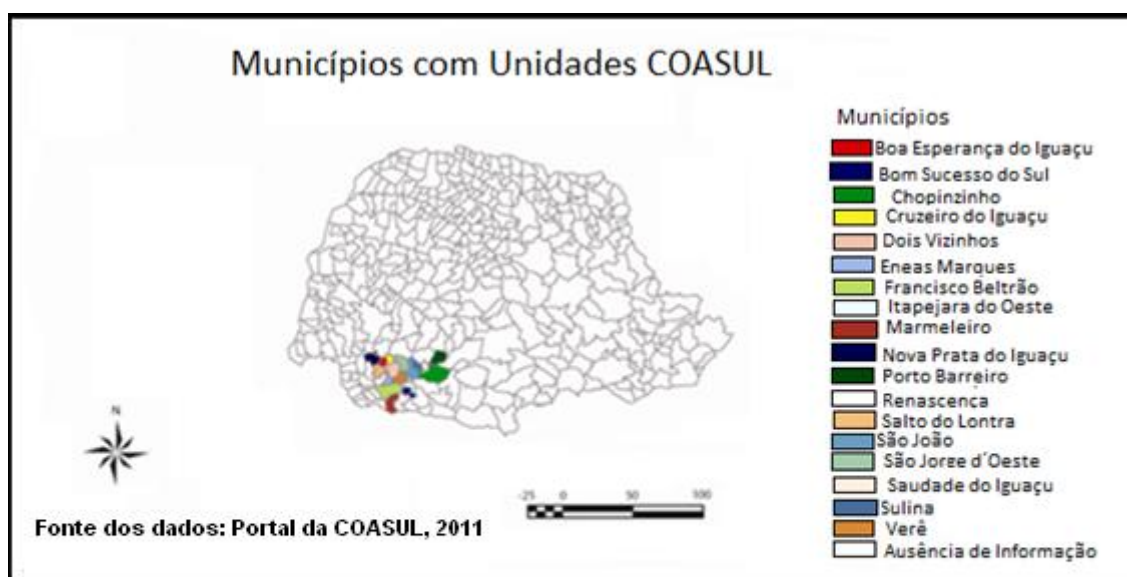 Municípios com Unidades COASUL
Municípios
Boa Esperança do Iguaçu
Bom Sucesso do Sul
Chopinzinho
Cruzeiro do Iguaçu
Dois Vizinhos
Eneas Marques
Francisco Beltrão
Itapejara do Oeste
Marmeleiro
Nova Prata do Iguaçu
Porto Barreiro
Renascença
Salto do Lontra
São João
São Jorge d´Oeste
Saudade do Iguaçu
Sulina
Verê
Ausência de Informação
N
-25 0 50 100
Fonte dos dados: Portal da COASUL, 2011